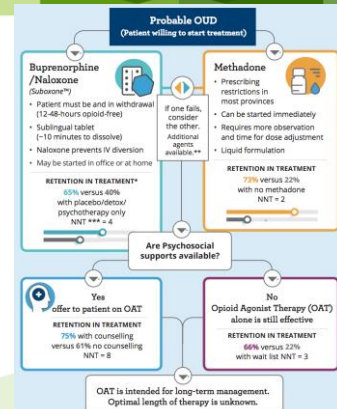 Probable OUD
(Patient willing to start treatment)
Buprenorphine
/Naloxone
(Suboxone™)
• Patient must be and in withdrawal
(12-48-hours opioid-free)
• Sublingual tablet
(~10 minutes to dissolve)
• Naloxone prevents IV diversion
• May be started in office or at home
RETENTION IN TREATMENT*
65% versus 40%
with placebo/detox/
psychotherapy only
NNT *** = 4
If one fails,
consider the
other.
Additional
agents
available.**
Methadone
• Prescribing
restrictions in
most provinces
• Can be started immediately
• Requires more observation
and time for dose adjustment
• Liquid formulation
RETENTION IN TREATMENT
73% versus 22%
with no methadone
NNT = 2
Are Psychosocial
supports available?
Yes
offer to patient on OAT
RETENTION IN TREATMENT
75% with counselling
versus 61% no counselling
NNT = 8
No
Opioid Agonist Therapy (OAT)
alone is still effective
RETENTION IN TREATMENT
66% versus 22%
with wait list NNT = 3
OAT is intended for long-term management.
Optimal length of therapy is unknown.